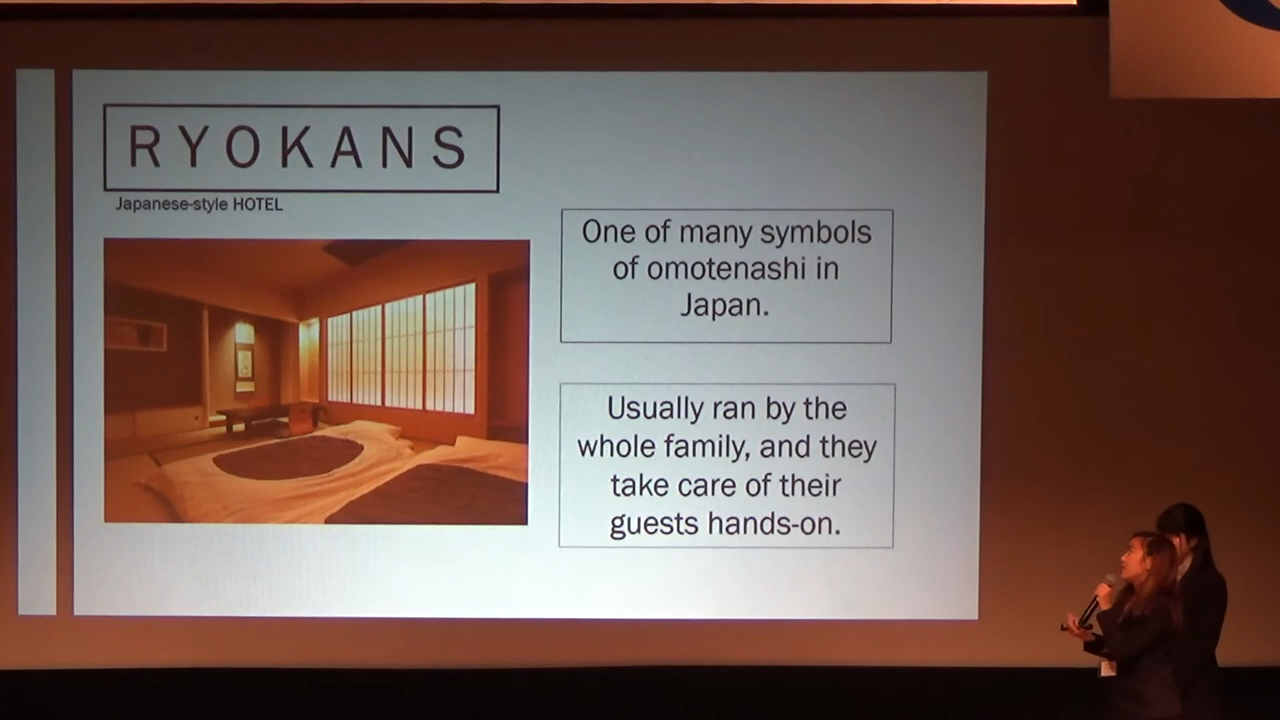 RYOKANS
Japanese-style HOTEL
One of many symbols
of omotenashi in
Japan.
Usually ran by the
whole family, and they
take care of their
guests hands-on.